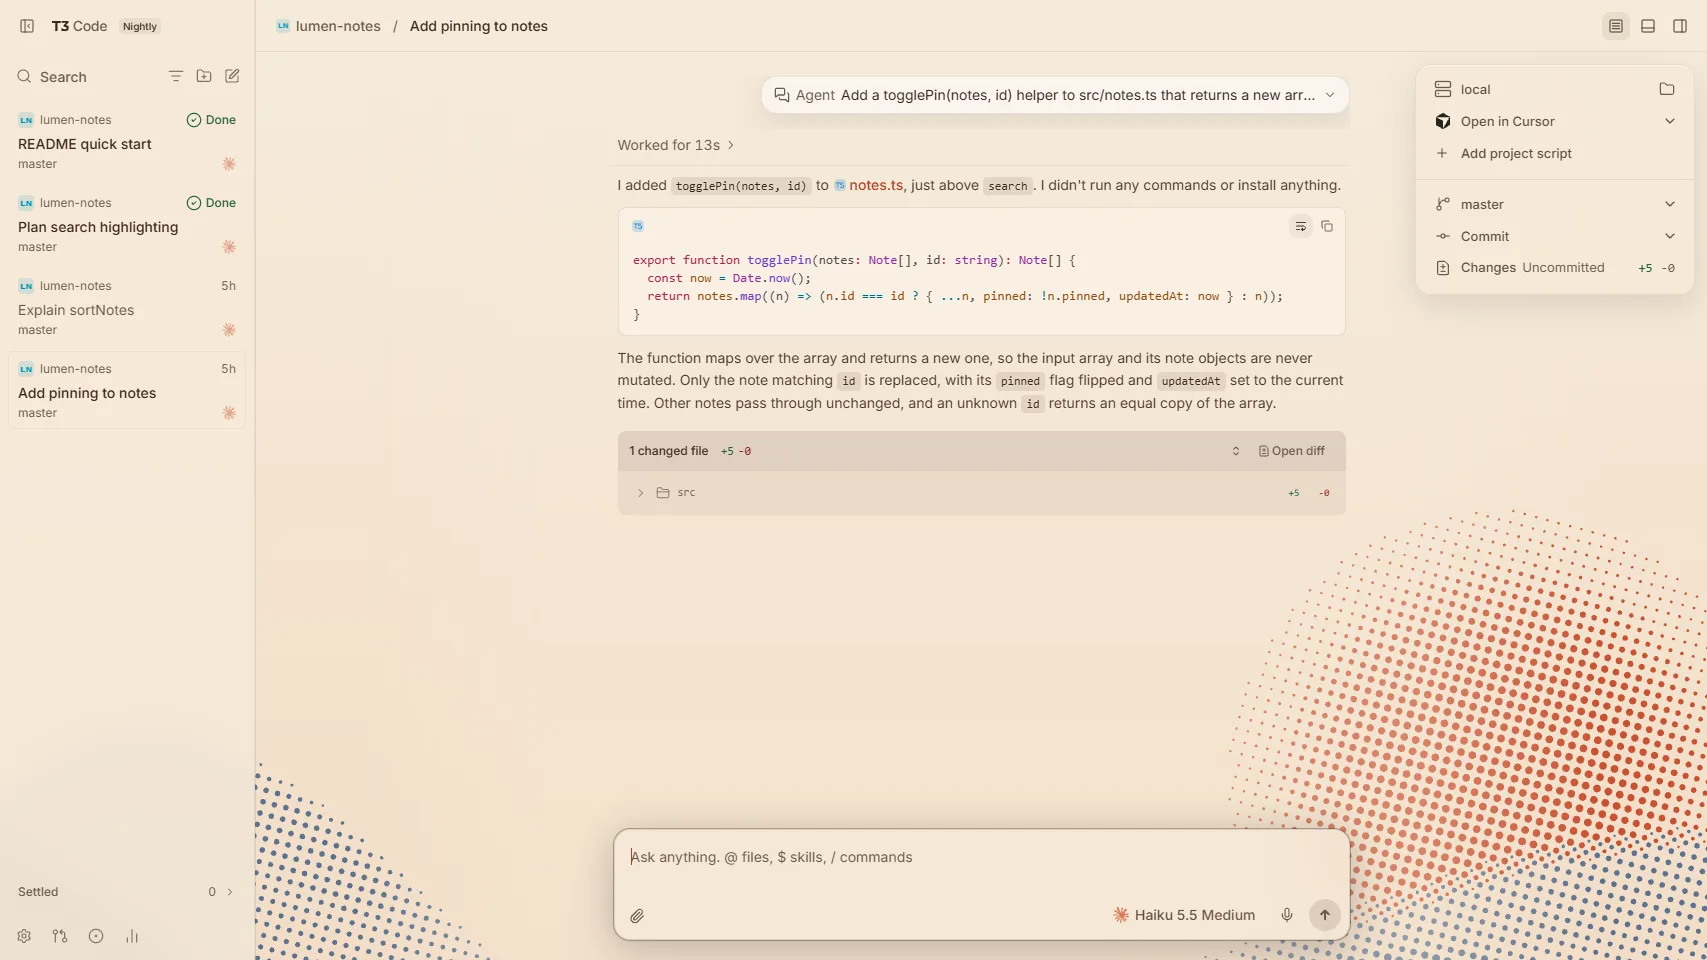 T3 Code Nightly
Search
LN lumen-notes Done
README quick start
master
LN lumen-notes Done
Plan search highlighting
master
LN lumen-notes 5h
Explain sortNotes
master
LN lumen-notes 5h
Add pinning to notes
master
Settled 0
LN lumen-notes / Add pinning to notes
Agent Add a togglePin(notes, id) helper to src/notes.ts that returns a new arr...
Worked for 13s
I added togglePin(notes, id) to TS notes.ts, just above search. I didn't run any commands or install anything.
TS
export function togglePin(notes: Note[], id: string): Note[] {
const now = Date.now();
return notes.map((n) => (n.id === id ? { ...n, pinned: !n.pinned, updatedAt: now } : n));
}
The function maps over the array and returns a new one, so the input array and its note objects are never
mutated. Only the note matching id is replaced, with its pinned flag flipped and updatedAt set to the current
time. Other notes pass through unchanged, and an unknown id returns an equal copy of the array.
1 changed file +5 -0 Open diff
src +5 -0
Ask anything. @ files, $ skills, / commands
Haiku 5.5 Medium
local
Open in Cursor
Add project script
master
Commit
Changes Uncommitted +5 -0